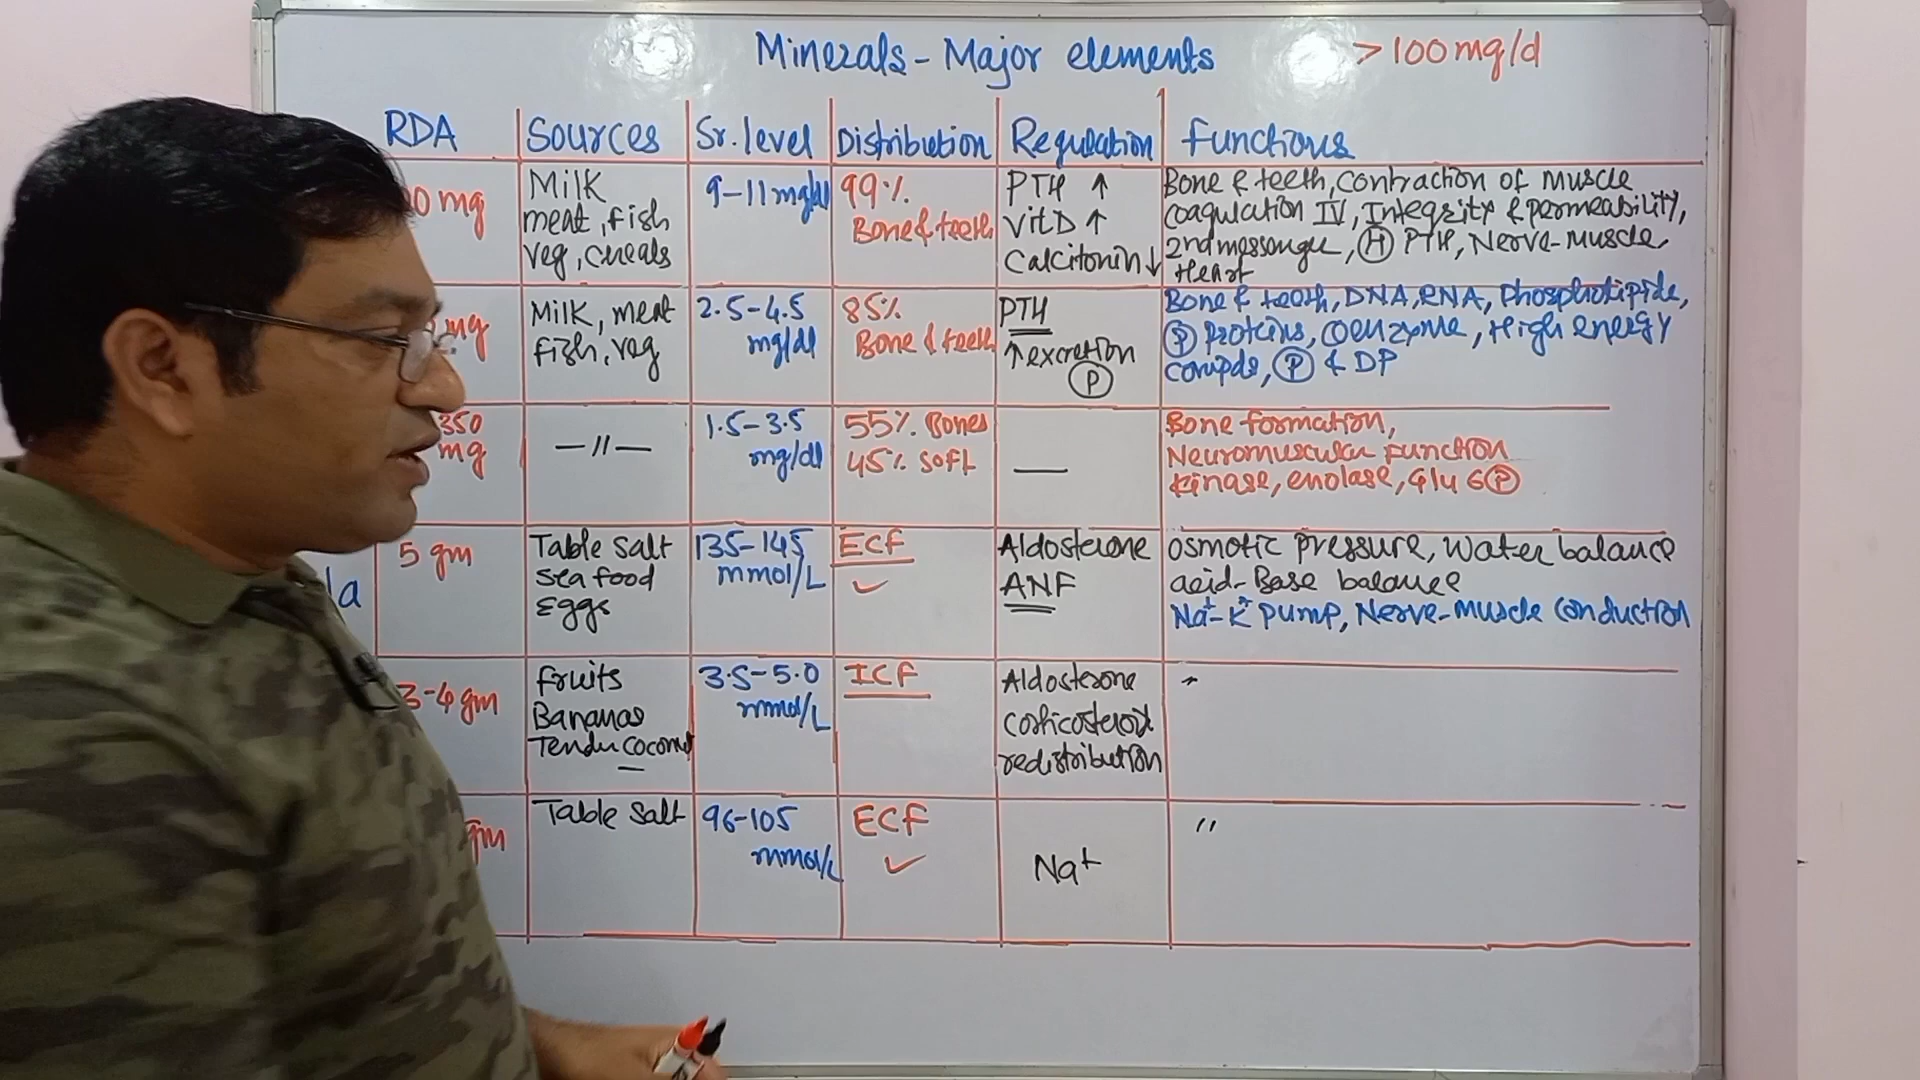 Minerals - Major elements >100mg/d
RDA Sources Sr. level Distribution Regulation Functions
0 mg
Milk
meat, fish
veg, cereals
9-11 mg/dl
99%
Bone & teeth
PTH ↑
Vit D ↑
Calcitonin ↓
Bone & teeth, Contraction of Muscle
Coagulation IV, Integrity & permeability,
2nd messenger, (H) PTH, Nerve-Muscle
Heart
mg
Milk, meat
fish, veg
2.5-4.5
mg/dl
85%
Bone & teeth
PTH
↑ excretion
(P)
Bone & teeth, DNA, RNA, Phospholipide,
(P) Proteins, Coenzyme, High energy
compds, (P) & DP
350
mg
—〃—
1.5-3.5
mg/dl
55% Bones
45% Soft
—
Bone formation,
Neuromuscular function
Kinase, enolase, Glu 6(P)
la
5 gm
Table salt
Sea food
Eggs
135-145
mmol/L
ECF
✓
Aldosterone
ANF
Osmotic pressure, Water balance
acid-Base balance
Na⁺-K⁺ pump, Nerve-Muscle Conduction
3-4 gm
Fruits
Bananas
Tender coconut
3.5-5.0
mmol/L
ICF
Aldosterone
Corticosteroid
redistribution
〃
gm
Table Salt
96-105
mmol/L
ECF
✓
Na+
〃